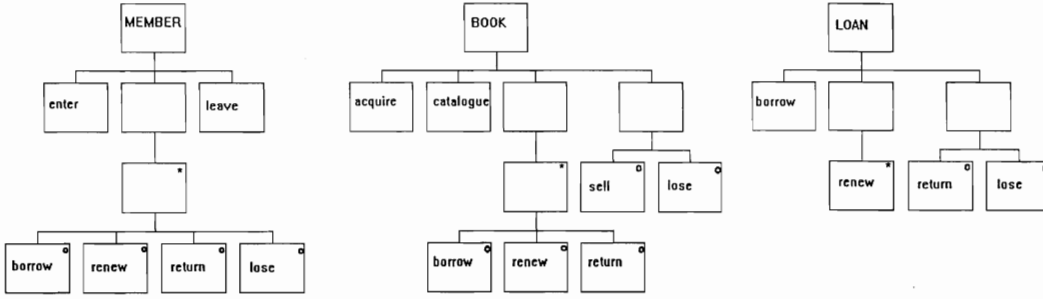 MEMBER
BOOK
LOAN
enter
leave
acquire
catalogue
borrow
sell
lose
renew
return
lose
borrow
renew
return
lose
borrow
renew
return